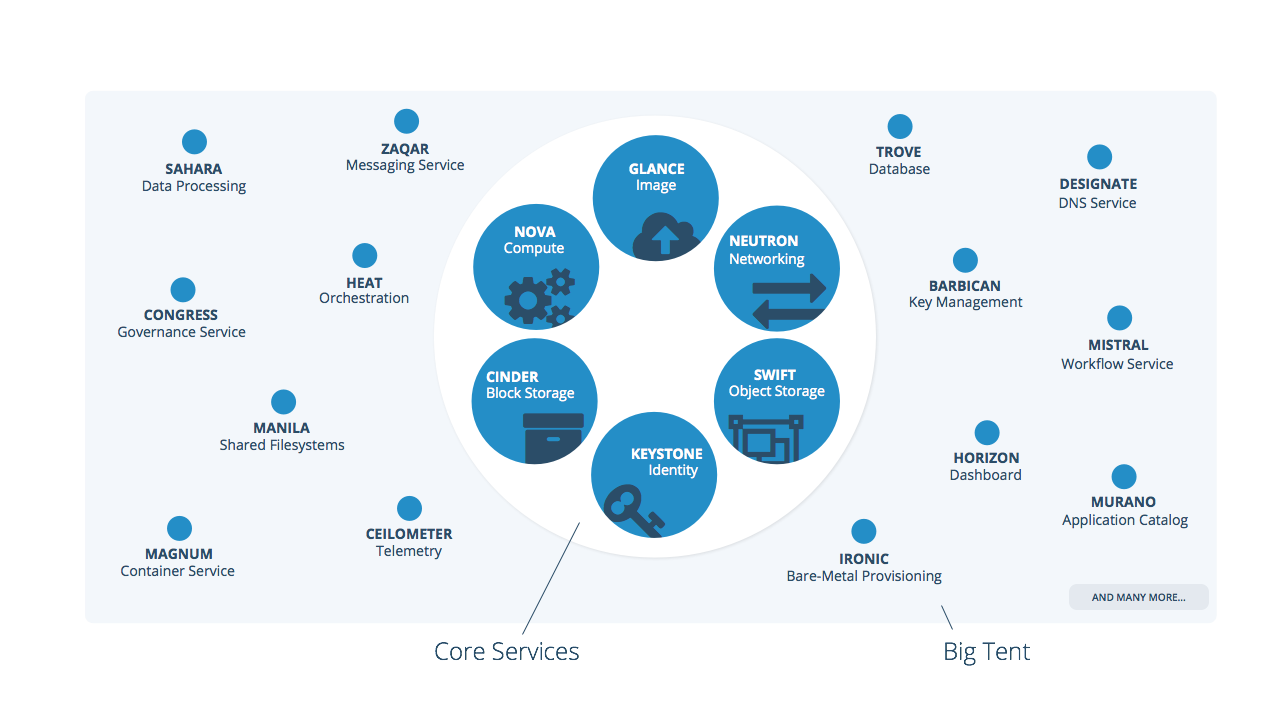 SAHARA
Data Processing
ZAQAR
Messaging Service
GLANCE
Image
TROVE
Database
DESIGNATE
DNS Service
NOVA
Compute
NEUTRON
Networking
HEAT
Orchestration
BARBICAN
Key Management
CONGRESS
Governance Service
MISTRAL
Workflow Service
CINDER
Block Storage
SWIFT
Object Storage
MANILA
Shared Filesystems
KEYSTONE
Identity
HORIZON
Dashboard
MURANO
Application Catalog
CEILOMETER
Telemetry
MAGNUM
Container Service
IRONIC
Bare-Metal Provisioning
AND MANY MORE...
Core Services
Big Tent